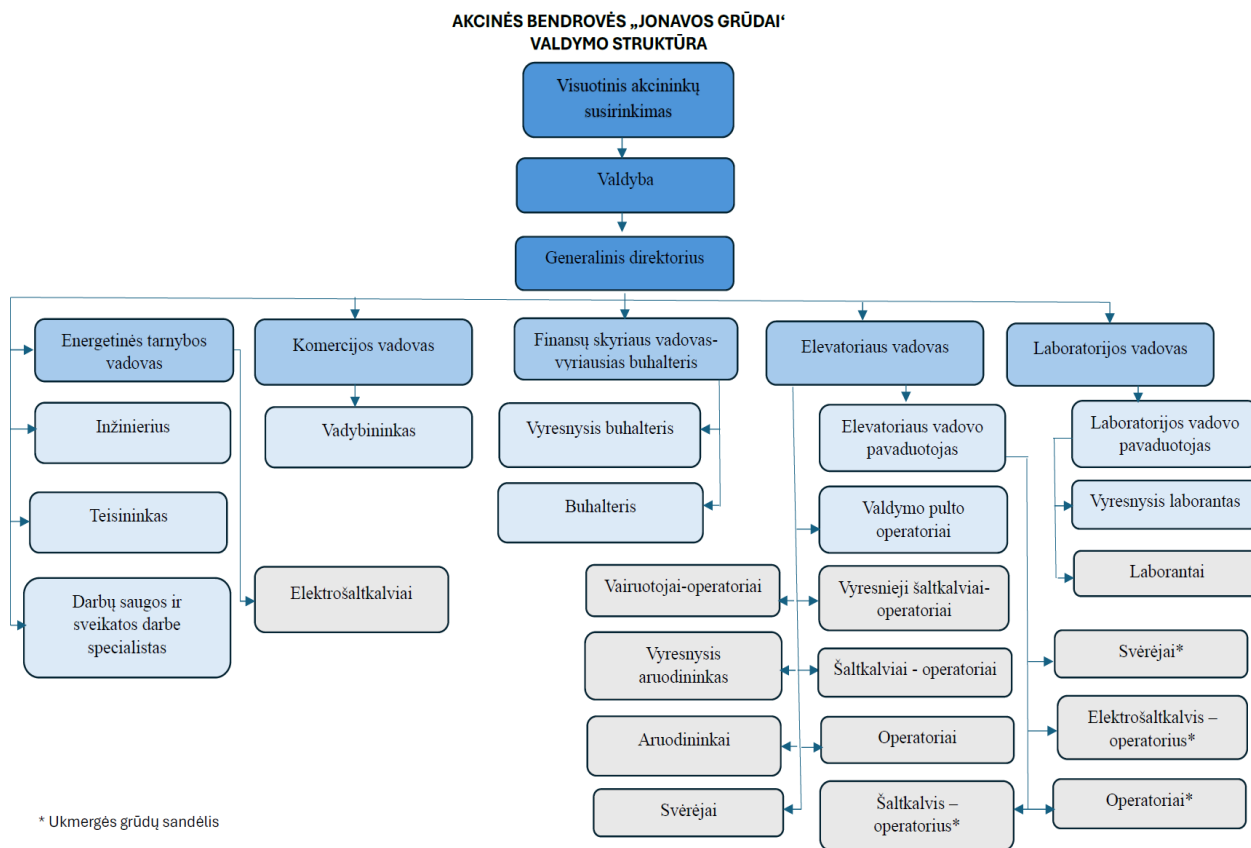 AKCINĖS BENDROVĖS „JONAVOS GRŪDAI‘
VALDYMO STRUKTŪRA
Visuotinis akcininkų
susirinkimas
Valdyba
Generalinis direktorius
Energetinės tarnybos
vadovas
Komercijos vadovas
Finansų skyriaus vadovas-
vyriausias buhalteris
Elevatoriaus vadovas
Laboratorijos vadovas
Inžinierius
Vadybininkas
Vyresnysis buhalteris
Elevatoriaus vadovo
pavaduotojas
Laboratorijos vadovo
pavaduotojas
Teisininkas
Buhalteris
Valdymo pulto
operatoriai
Vyresnysis laborantas
Darbų saugos ir
sveikatos darbe
specialistas
Elektrošaltkalviai
Vairuotojai-operatoriai
Vyresnieji šaltkalviai-
operatoriai
Laborantai
Vyresnysis
aruodininkas
Šaltkalviai - operatoriai
Svėrėjai*
Aruodininkai
Operatoriai
Elektrošaltkalvis –
operatorius*
Svėrėjai
Šaltkalvis –
operatorius*
Operatoriai*
* Ukmergės grūdų sandėlis